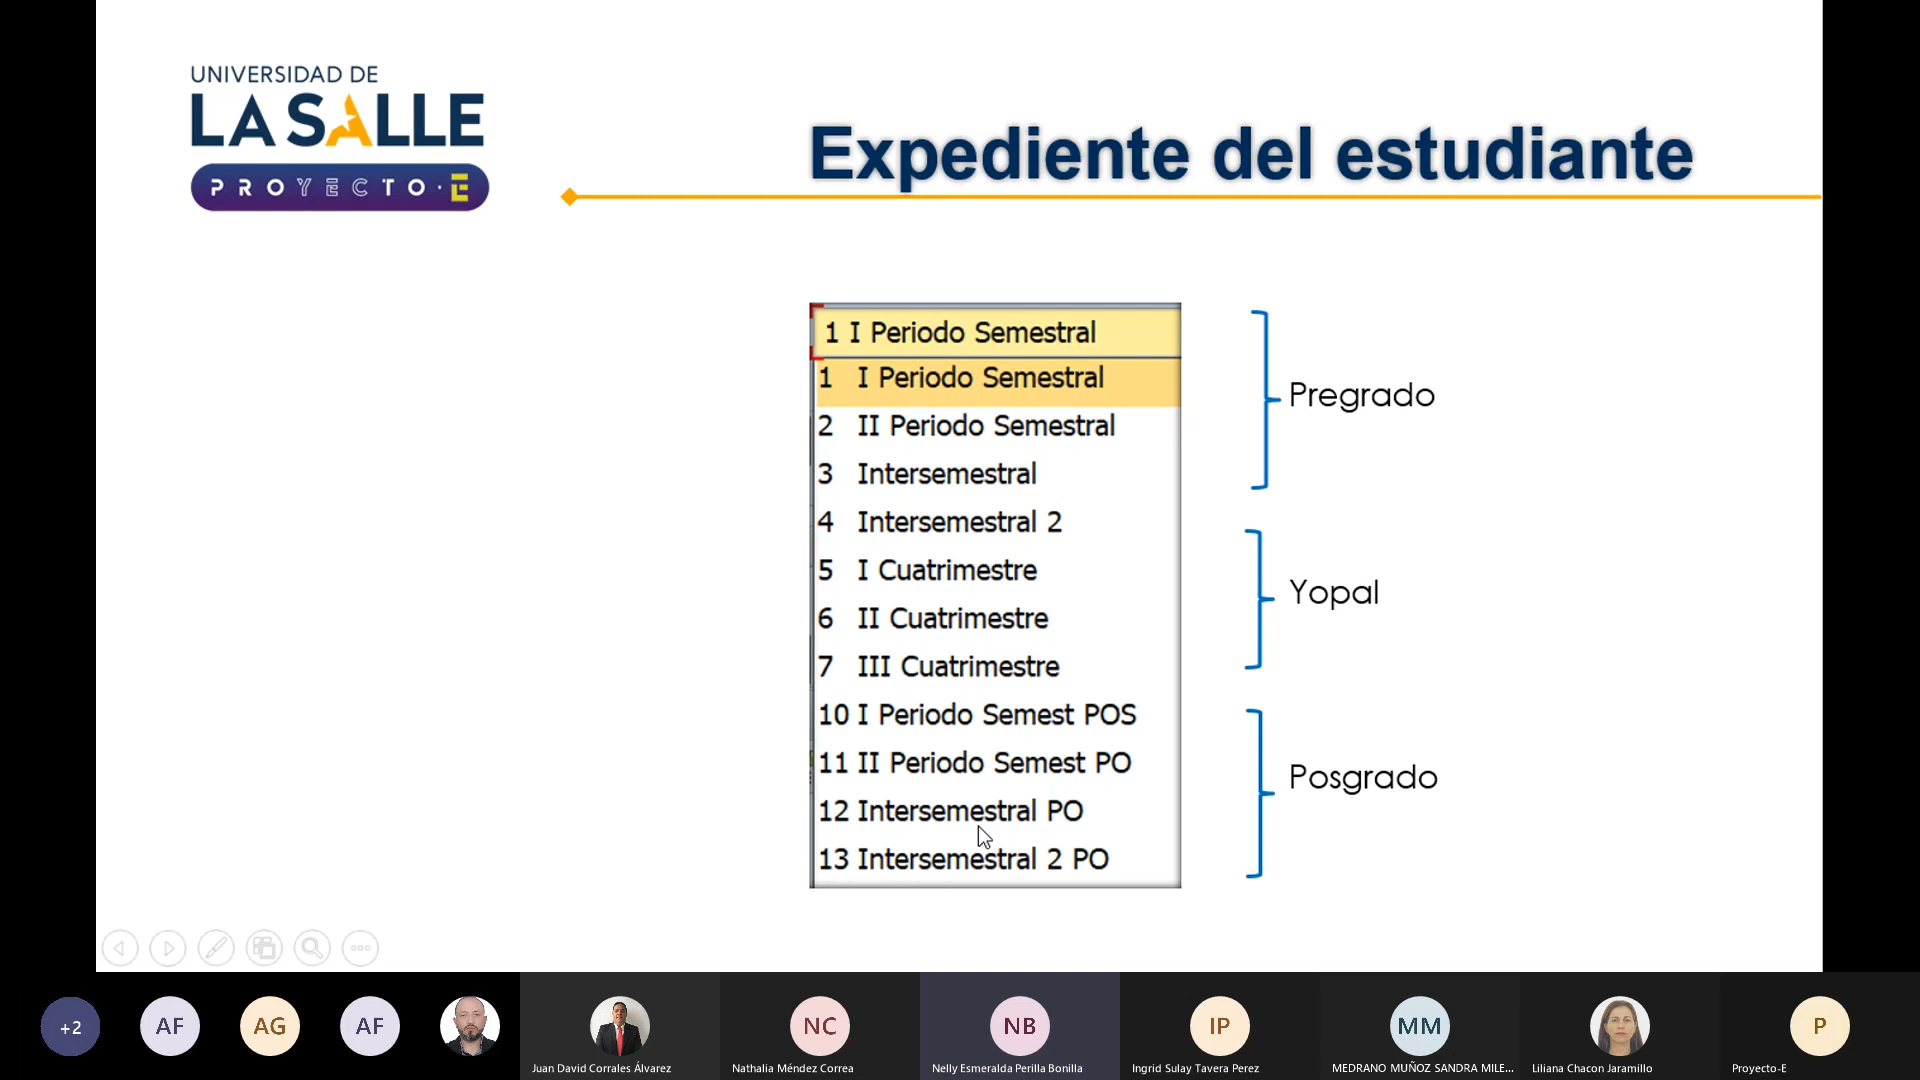 UNIVERSIDAD DE
LA SALLE
PROYECTO·E
Expediente del estudiante
1 I Periodo Semestral
1 I Periodo Semestral
2 II Periodo Semestral
3 Intersemestral
4 Intersemestral 2
5 I Cuatrimestre
6 II Cuatrimestre
7 III Cuatrimestre
10 I Periodo Semest POS
11 II Periodo Semest PO
12 Intersemestral PO
13 Intersemestral 2 PO
Pregrado
Yopal
Posgrado
+2
AF
AG
AF
Juan David Corrales Álvarez
NC
Nathalia Méndez Correa
NB
Nelly Esmeralda Perilla Bonilla
IP
Ingrid Sulay Tavera Perez
MM
MEDRANO MUÑOZ SANDRA MILE...
Liliana Chacon Jaramillo
P
Proyecto-E